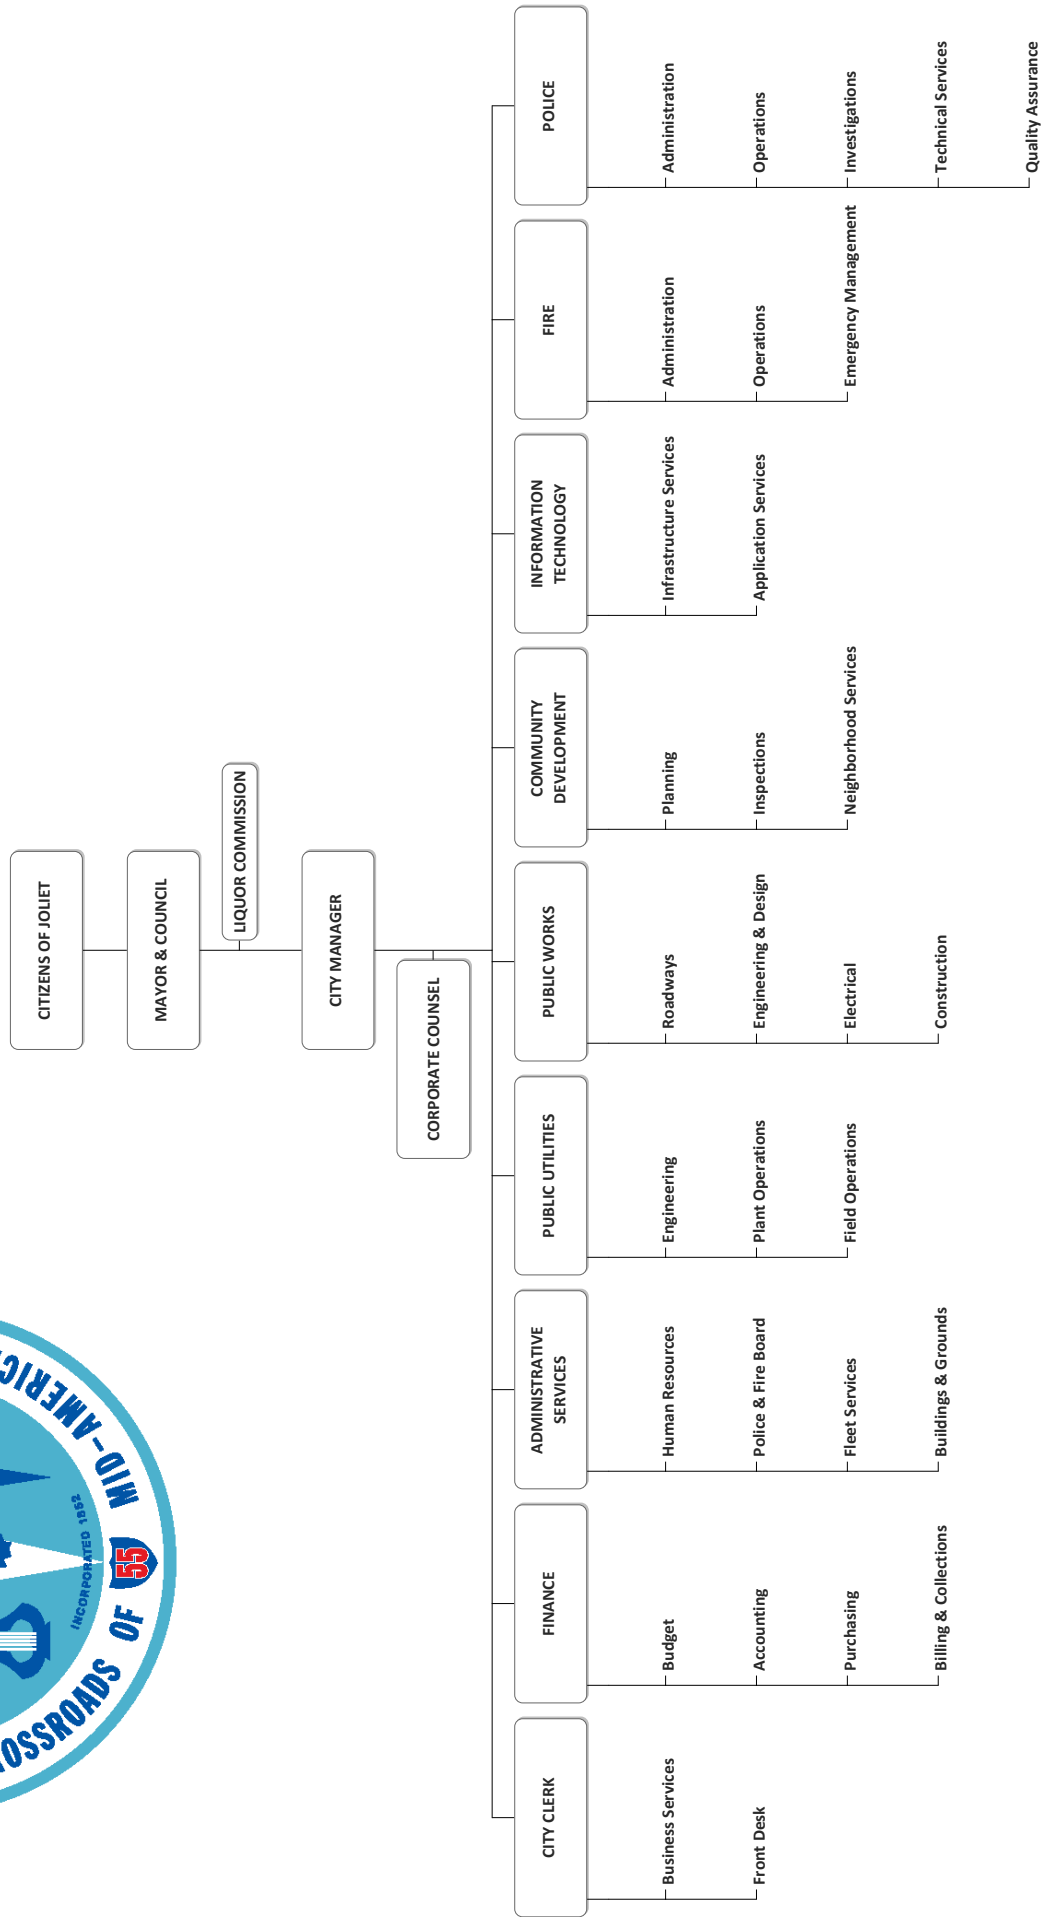 CITIZENS OF JOLIET
MAYOR & COUNCIL
LIQUOR COMMISSION
CITY MANAGER
CORPORATE COUNSEL
CITY CLERK
Business Services
Front Desk
FINANCE
Budget
Accounting
Purchasing
Billing & Collections
ADMINISTRATIVE
SERVICES
Human Resources
Police & Fire Board
Fleet Services
Buildings & Grounds
PUBLIC UTILITIES
Engineering
Plant Operations
Field Operations
PUBLIC WORKS
Roadways
Engineering & Design
Electrical
Construction
COMMUNITY
DEVELOPMENT
Planning
Inspections
Neighborhood Services
INFORMATION
TECHNOLOGY
Infrastructure Services
Application Services
FIRE
Administration
Operations
Emergency Management
POLICE
Administration
Operations
Investigations
Technical Services
Quality Assurance
INCORPORATED 1852
OSSROADS OF 55 MID-AMERIC